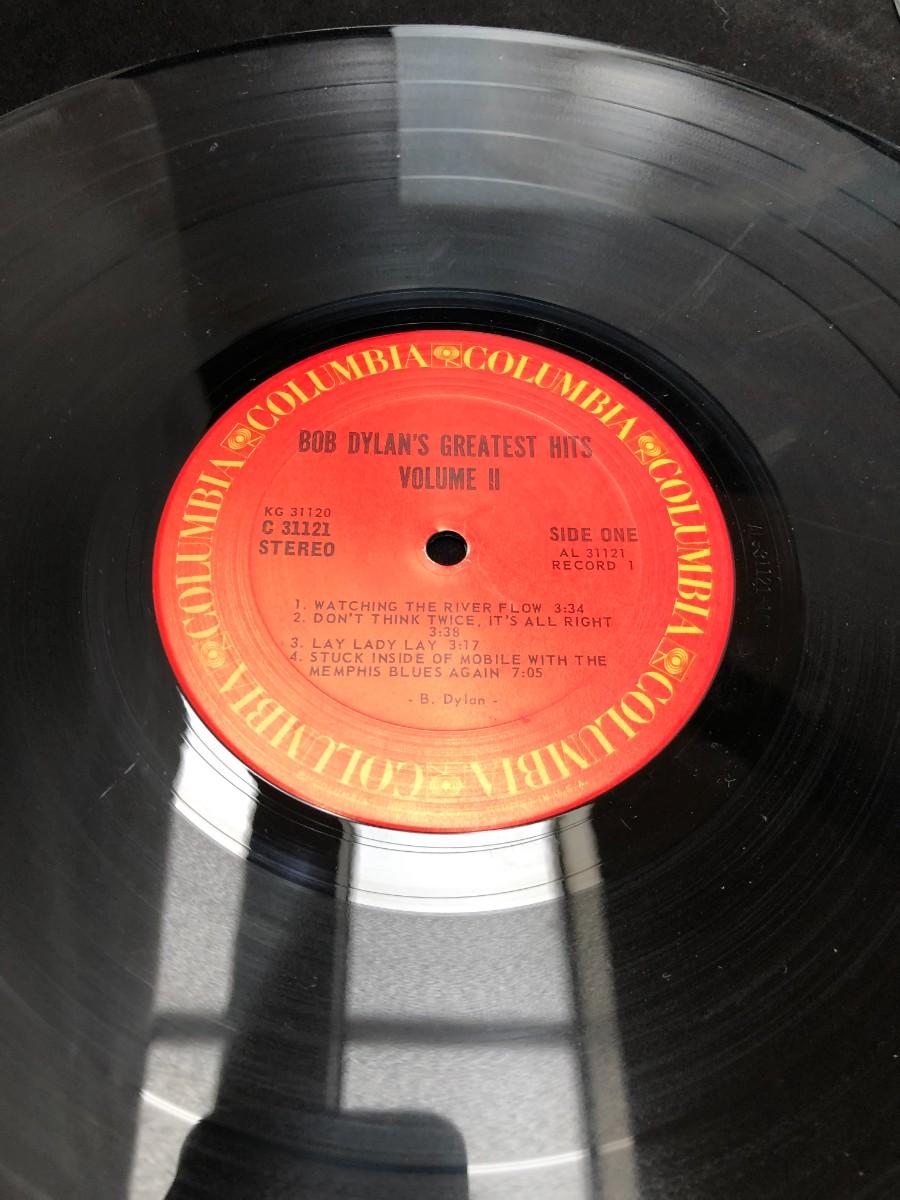 COLUMBIA COLUMBIA COLUMBIA COLUMBIA COLUMBIA COLUMBIA
BOB DYLAN'S GREATEST HITS
VOLUME II
KG 31120
C 31121
STEREO
SIDE ONE
AL 31121
RECORD 1
1. WATCHING THE RIVER FLOW 3:34
2. DON'T THINK TWICE, IT'S ALL RIGHT
3:38
3. LAY LADY LAY 3:17
4. STUCK INSIDE OF MOBILE WITH THE
MEMPHIS BLUES AGAIN 7:05
- B. Dylan -